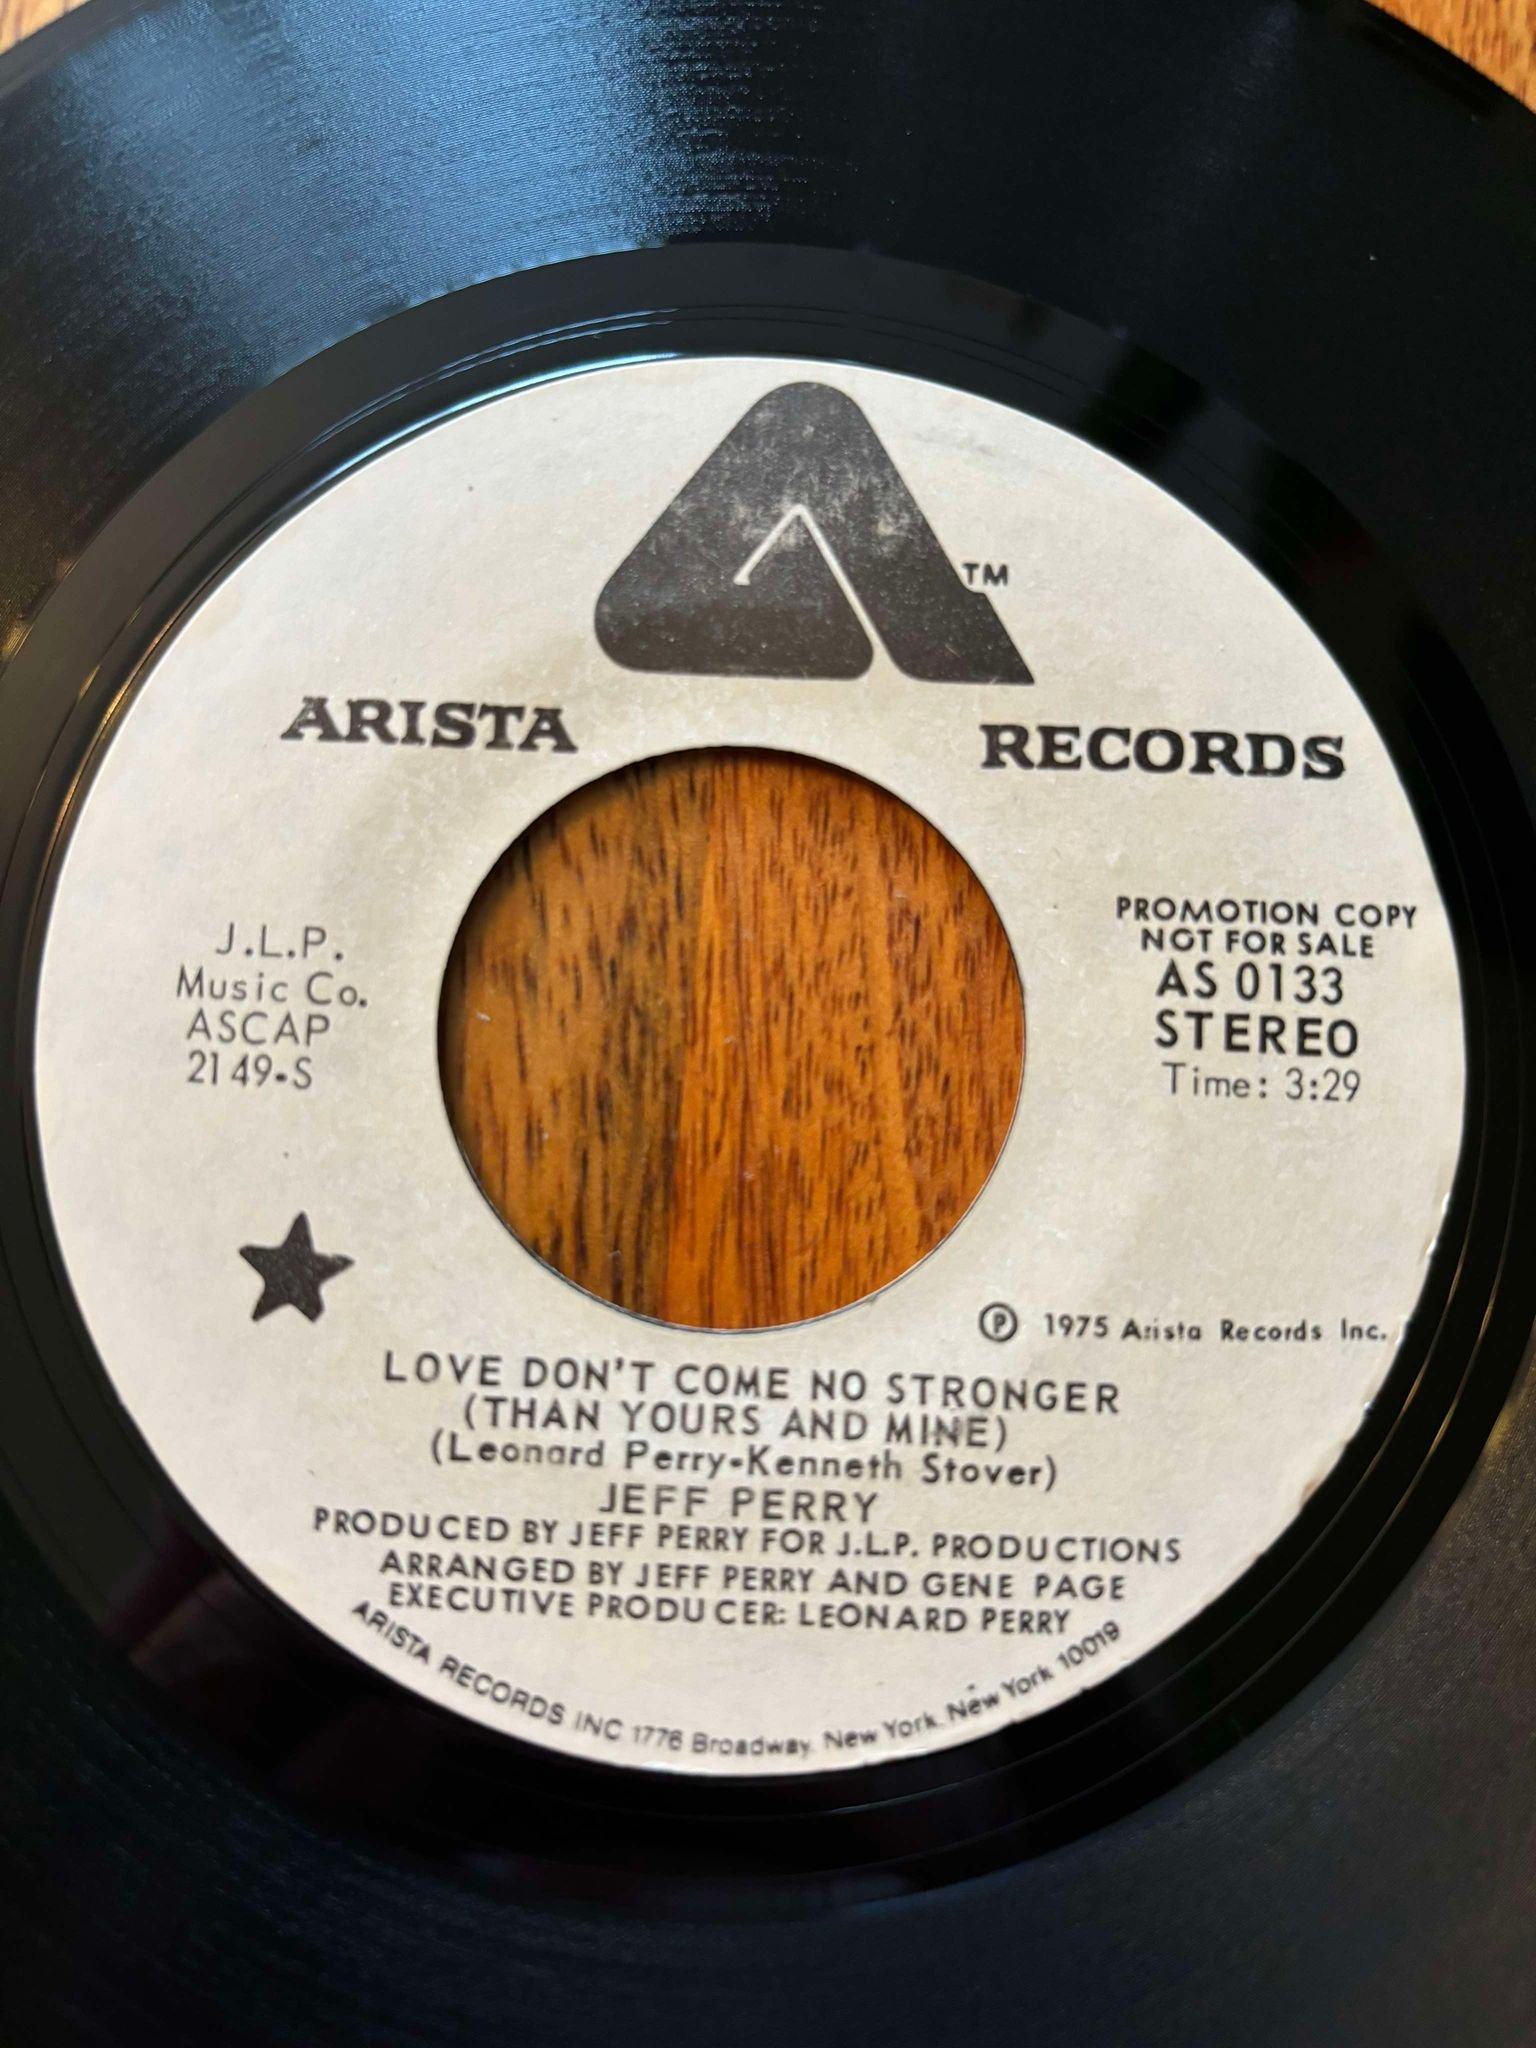 TM
ARISTA RECORDS
J.L.P.
Music Co.
ASCAP
2149-S
PROMOTION COPY
NOT FOR SALE
AS 0133
STEREO
Time: 3:29
Ⓟ 1975 Arista Records Inc.
LOVE DON'T COME NO STRONGER
(THAN YOURS AND MINE)
(Leonard Perry-Kenneth Stover)
JEFF PERRY
PRODUCED BY JEFF PERRY FOR J.L.P. PRODUCTIONS
ARRANGED BY JEFF PERRY AND GENE PAGE
EXECUTIVE PRODUCER: LEONARD PERRY
ARISTA RECORDS INC 1776 Broadway. New York. New York 10019